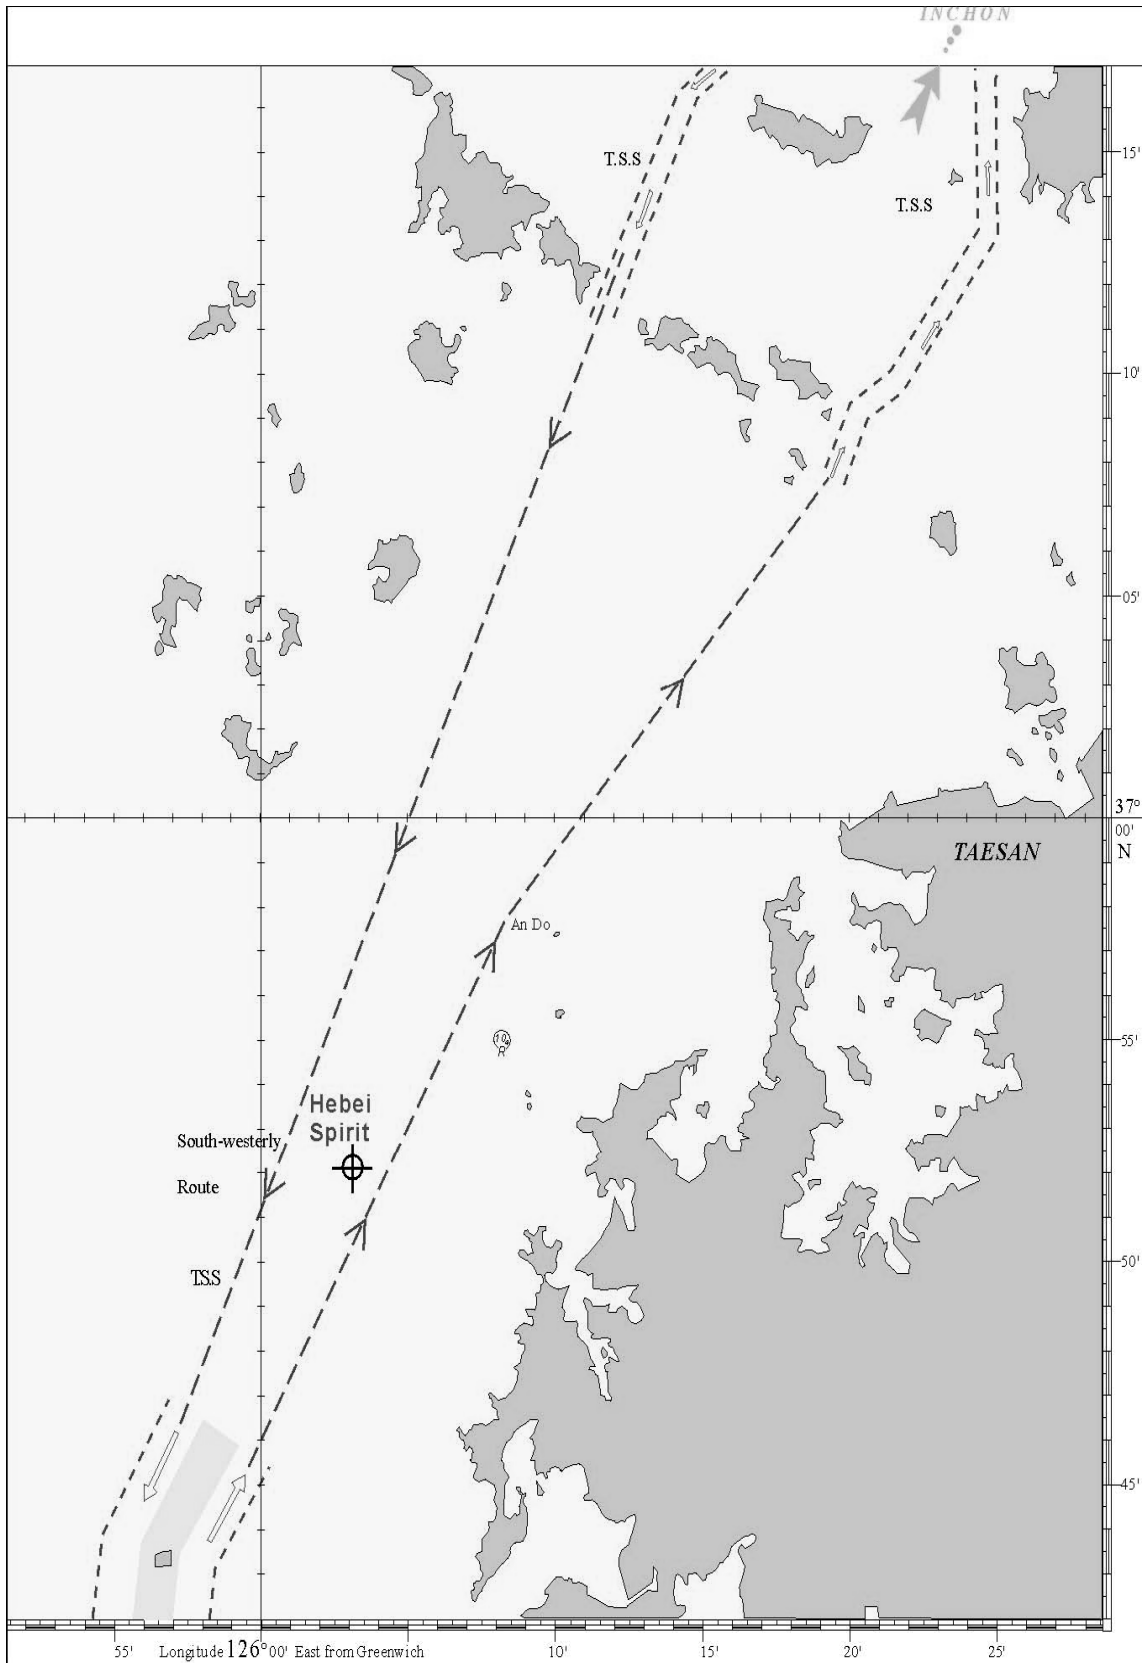 INCHON
T.S.S
15'
T.S.S
10'
05'
37°
00'
N
TAESAN
An Do
55'
Hebei
Spirit
South-westerly
Route
T.S.S
50'
45'
55' Longitude 126°00' East from Greenwich 10' 15' 20' 25'